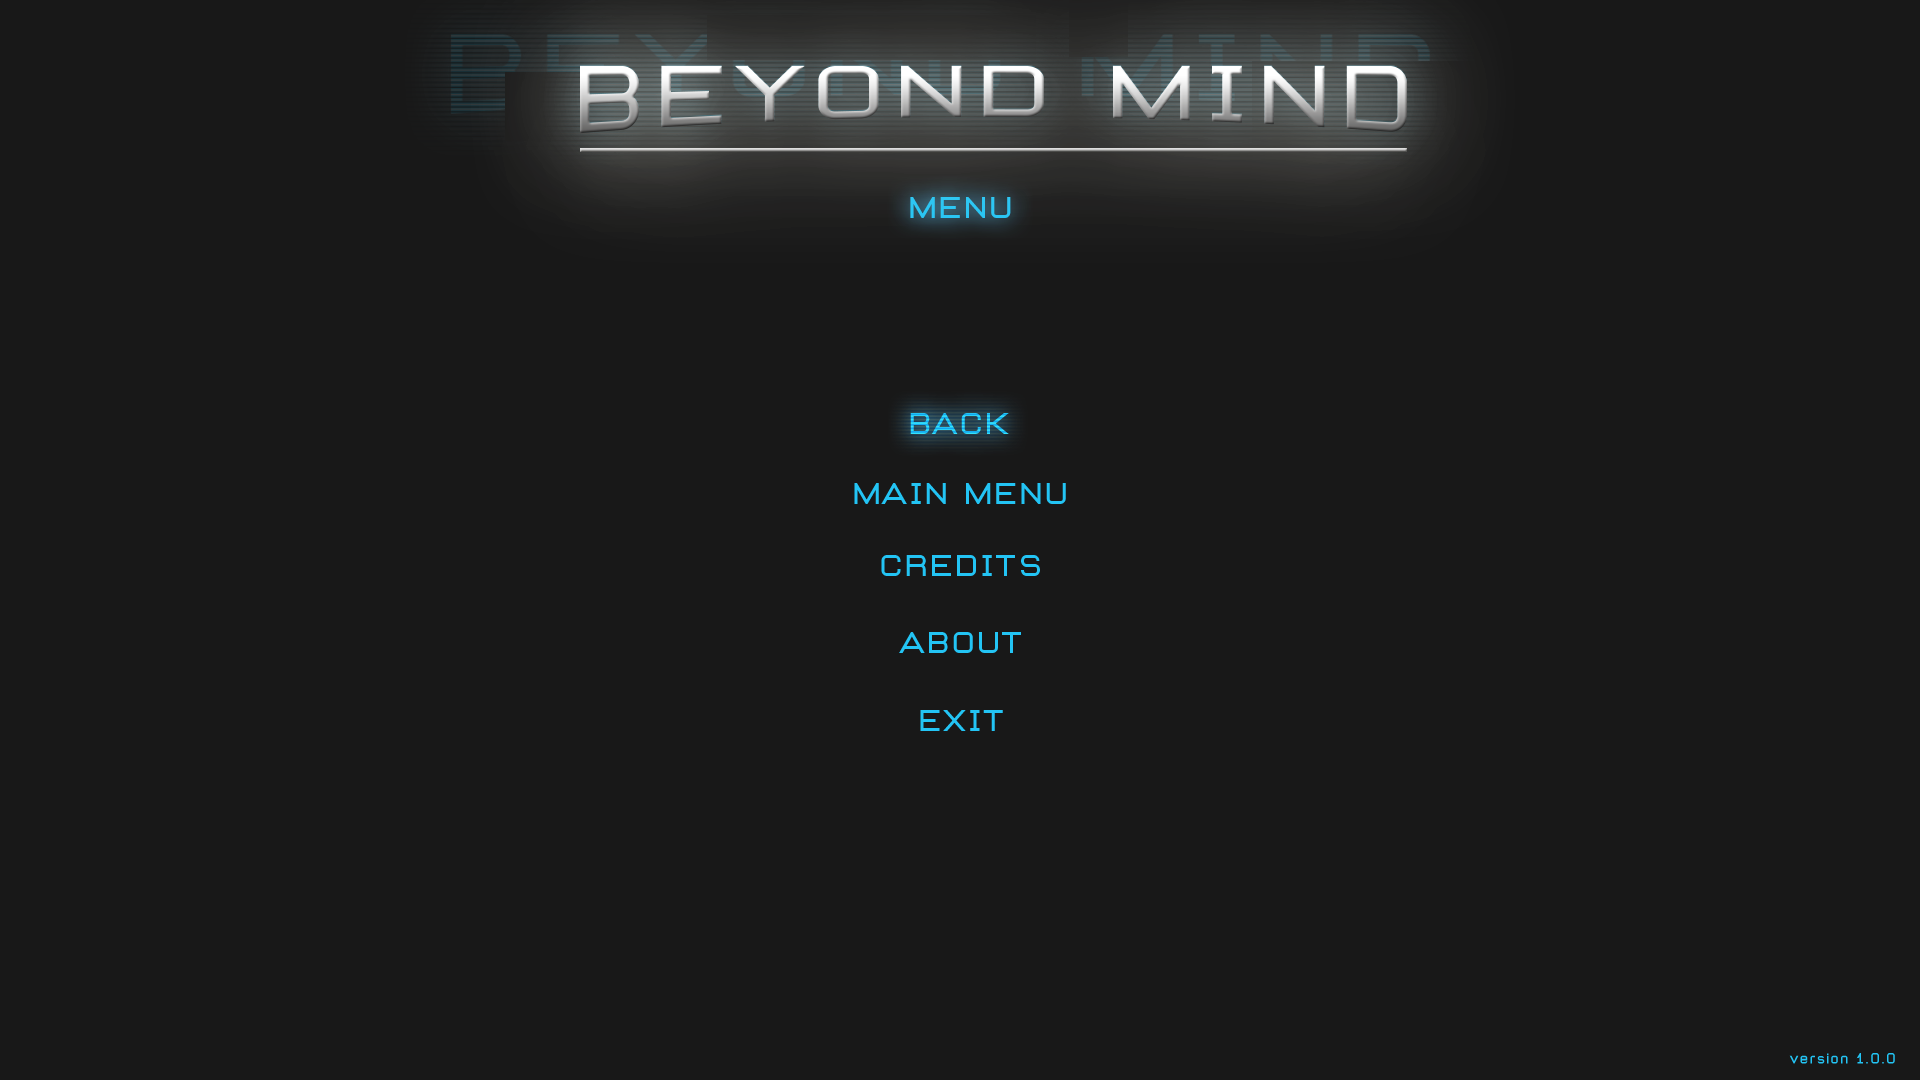 BEYOND MIND
MENU
BACK
MAIN MENU
CREDITS
ABOUT
EXIT
version 1.0.0